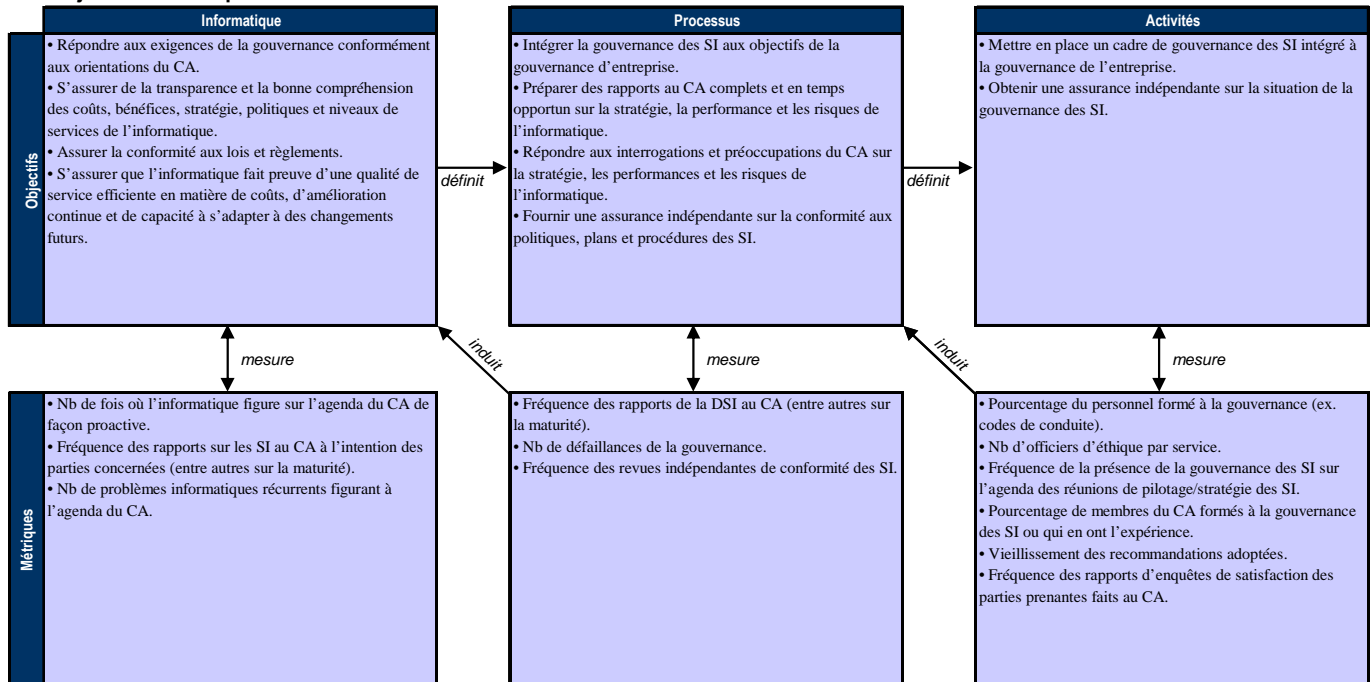 Informatique
Processus
Activités
Objectifs
• Répondre aux exigences de la gouvernance conformément
aux orientations du CA.
• S’assurer de la transparence et la bonne compréhension
des coûts, bénéfices, stratégie, politiques et niveaux de
services de l’informatique.
• Assurer la conformité aux lois et règlements.
• S’assurer que l’informatique fait preuve d’une qualité de
service efficiente en matière de coûts, d’amélioration
continue et de capacité à s’adapter à des changements
futurs.
définit
• Intégrer la gouvernance des SI aux objectifs de la
gouvernance d’entreprise.
• Préparer des rapports au CA complets et en temps
opportun sur la stratégie, la performance et les risques de
l’informatique.
• Répondre aux interrogations et préoccupations du CA sur
la stratégie, les performances et les risques de
l’informatique.
• Fournir une assurance indépendante sur la conformité aux
politiques, plans et procédures des SI.
définit
• Mettre en place un cadre de gouvernance des SI intégré à
la gouvernance de l’entreprise.
• Obtenir une assurance indépendante sur la situation de la
gouvernance des SI.
mesure
induit
mesure
induit
mesure
Métriques
• Nb de fois où l’informatique figure sur l’agenda du CA de
façon proactive.
• Fréquence des rapports sur les SI au CA à l’intention des
parties concernées (entre autres sur la maturité).
• Nb de problèmes informatiques récurrents figurant à
l’agenda du CA.
• Fréquence des rapports de la DSI au CA (entre autres sur
la maturité).
• Nb de défaillances de la gouvernance.
• Fréquence des revues indépendantes de conformité des SI.
• Pourcentage du personnel formé à la gouvernance (ex.
codes de conduite).
• Nb d’officiers d’éthique par service.
• Fréquence de la présence de la gouvernance des SI sur
l’agenda des réunions de pilotage/stratégie des SI.
• Pourcentage de membres du CA formés à la gouvernance
des SI ou qui en ont l’expérience.
• Vieillissement des recommandations adoptées.
• Fréquence des rapports d’enquêtes de satisfaction des
parties prenantes faits au CA.